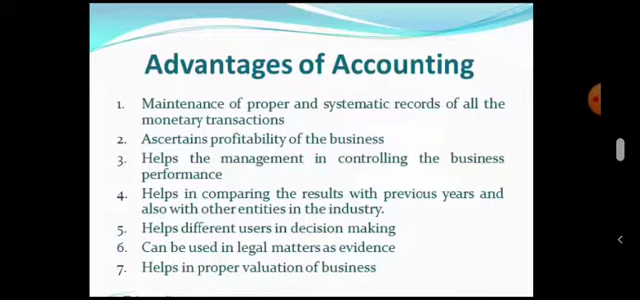 Advantages of Accounting
1. Maintenance of proper and systematic records of all the
monetary transactions
2. Ascertains profitability of the business
3. Helps the management in controlling the business
performance
4. Helps in comparing the results with previous years and
also with other entities in the industry.
5. Helps different users in decision making
6. Can be used in legal matters as evidence
7. Helps in proper valuation of business